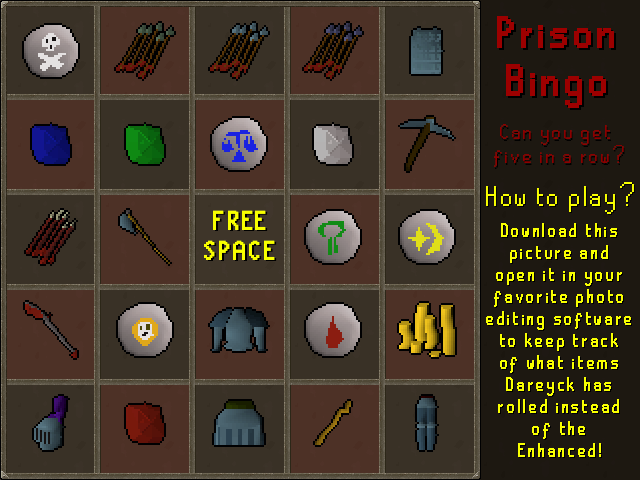 Prison
Bingo
Can you get
five in a row?
FREE
SPACE
How to play?
Download this
picture and
open it in your
favorite photo
editing software
to keep track
of what items
Dareyck has
rolled instead
of the
Enhanced!